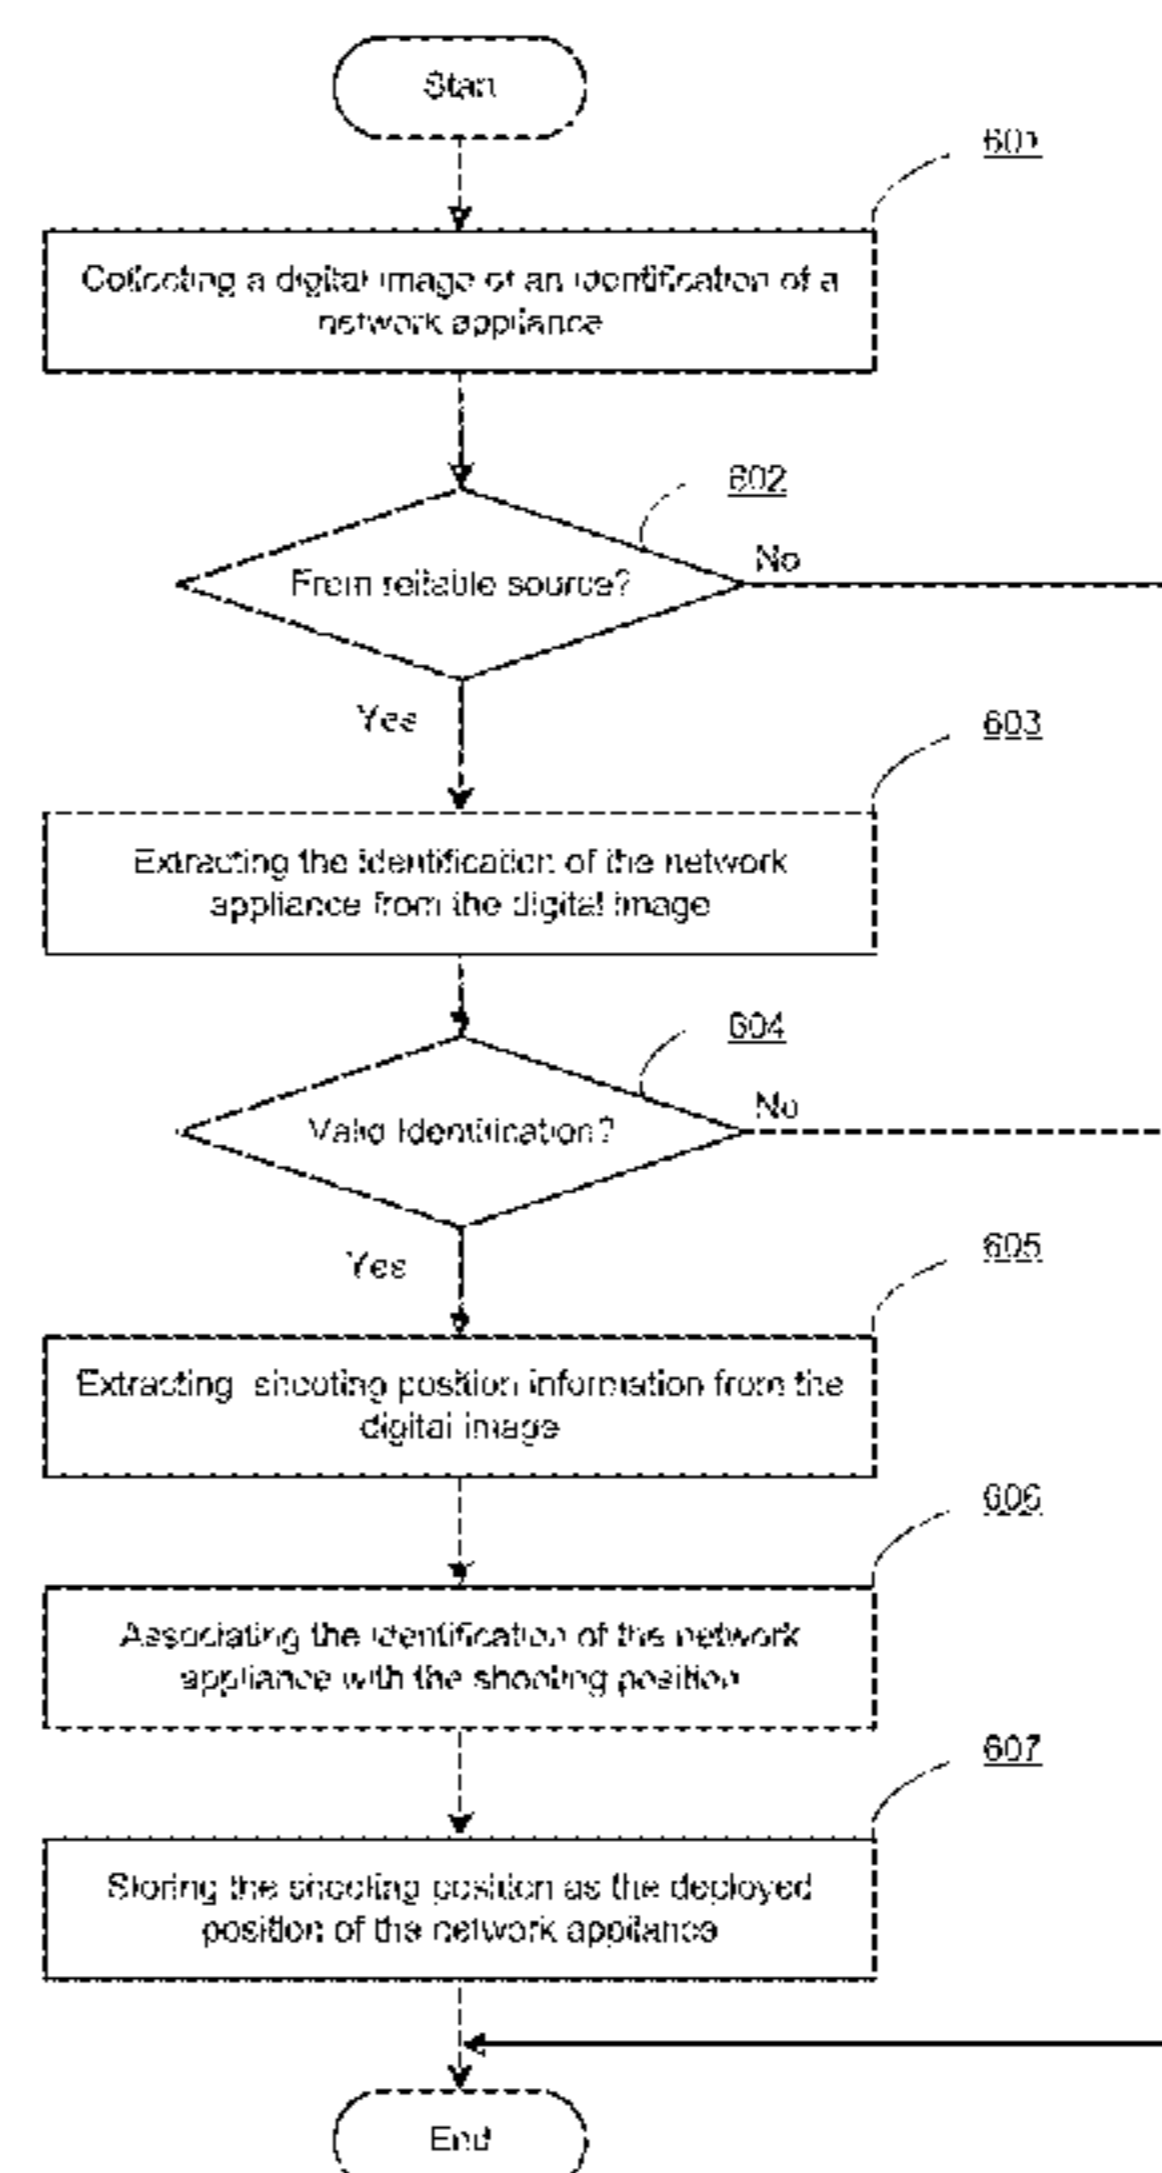 Start
601
Collecting a digital image of an identification of a
network appliance
602
From reliable source?
No
Yes
603
Extracting the identification of the network
appliance from the digital image
604
Valid Identification?
No
Yes
605
Extracting shooting position information from the
digital image
606
Associating the identification of the network
appliance with the shooting position
607
Storing the shooting position as the deployed
position of the network appliance
End